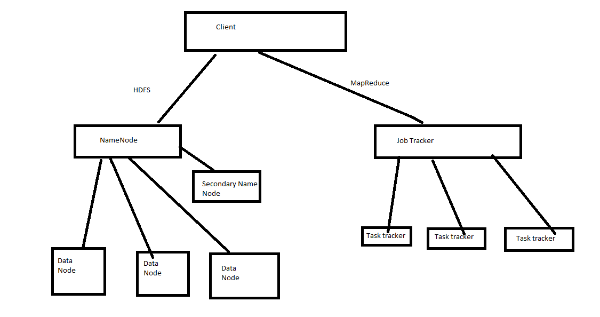 Client
HDFS
MapReduce
NameNode
Job Tracker
Secondary Name
Node
Task tracker
Task tracker
Task tracker
Data
Node
Data
Node
Data
Node